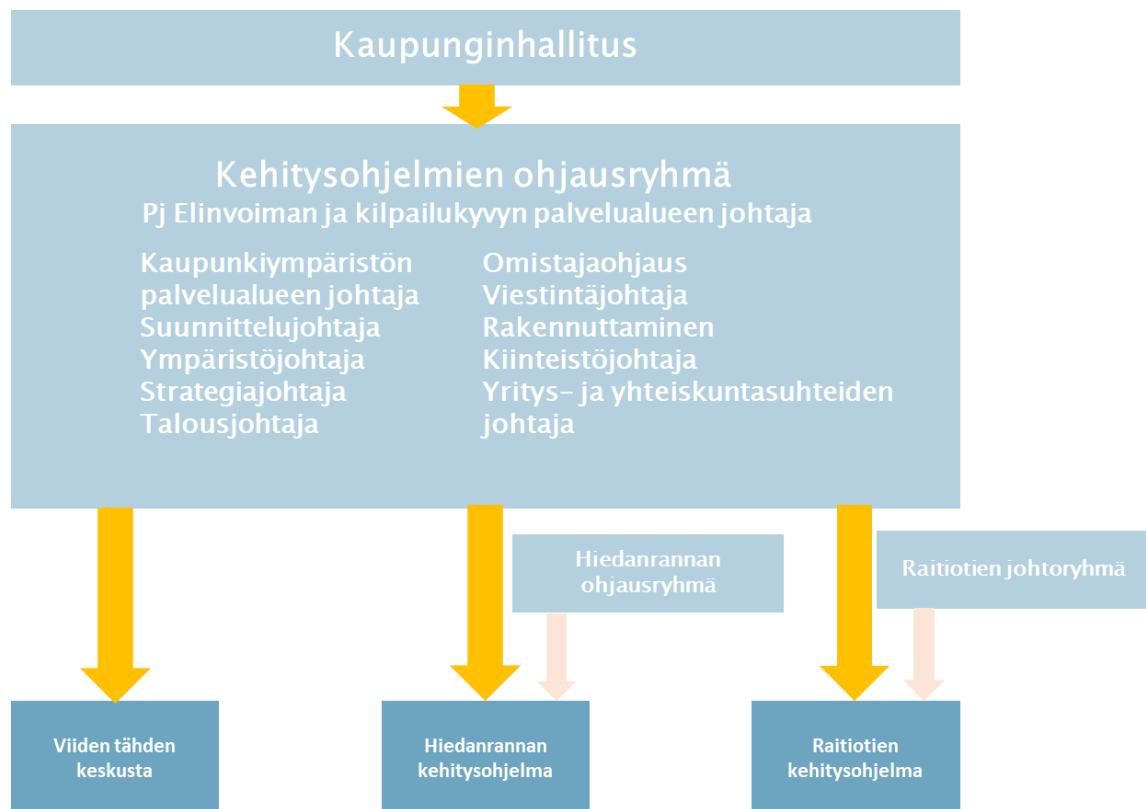 Kaupunginhallitus
Kehitysohjelmien ohjausryhmä
Pj Elinvoiman ja kilpailukyvyn palvelualueen johtaja
Kaupunkiympäristön
palvelualueen johtaja
Suunnittelujohtaja
Ympäristöjohtaja
Strategiajohtaja
Talousjohtaja
Omistajaohjaus
Viestintäjohtaja
Rakennuttaminen
Kiinteistöjohtaja
Yritys- ja yhteiskuntasuhteiden
johtaja
Hiedanrannan
ohjausryhmä
Raitiotien johtoryhmä
Viiden tähden
keskusta
Hiedanrannan
kehitysohjelma
Raitiotien
kehitysohjelma